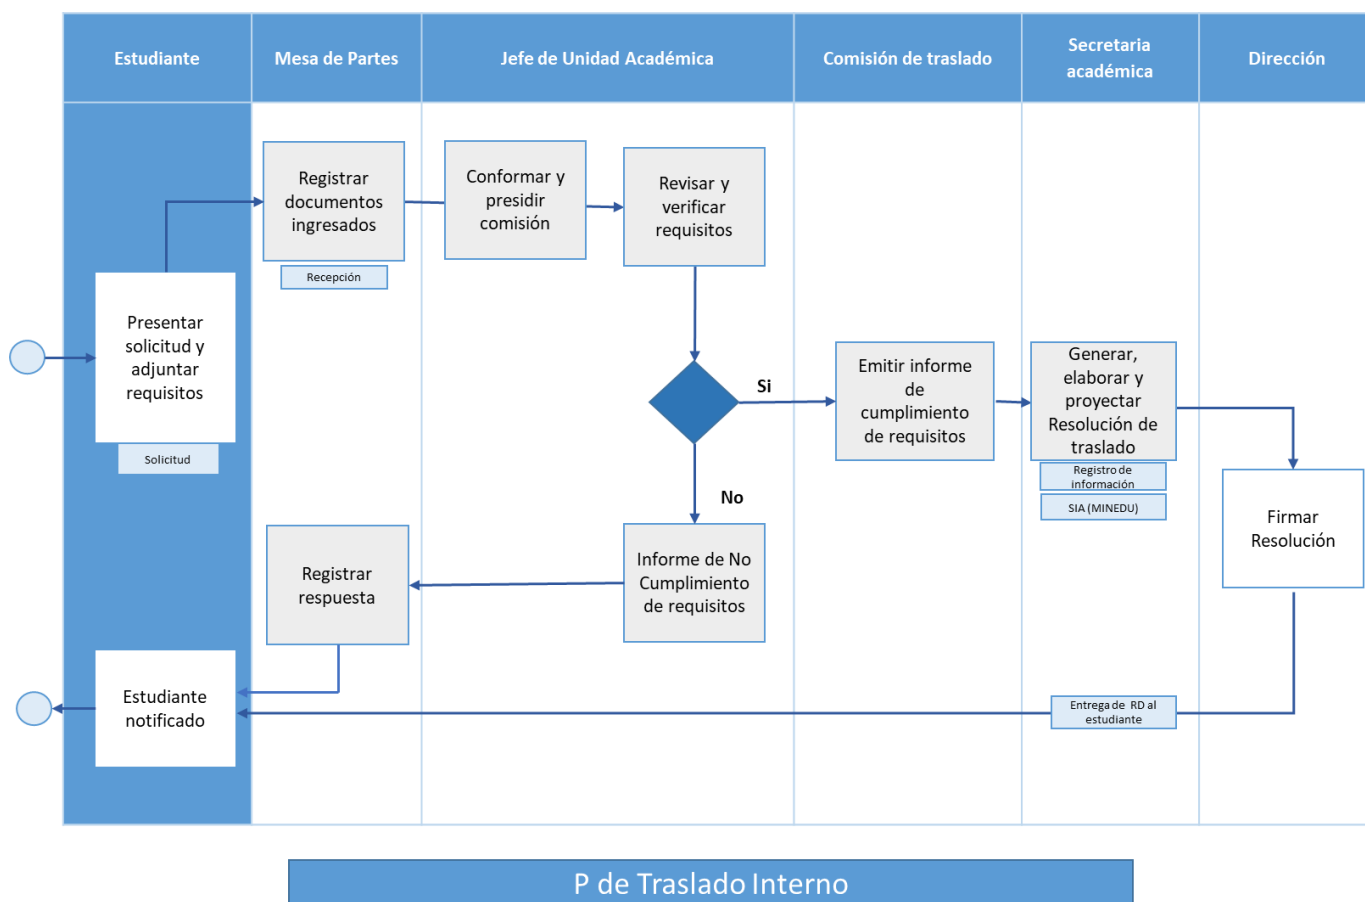 Estudiante
Mesa de Partes
Jefe de Unidad Académica
Comisión de traslado
Secretaria
académica
Dirección
Registrar
documentos
ingresados
Recepción
Conformar y
presidir
comisión
Revisar y
verificar
requisitos
Presentar
solicitud y
adjuntar
requisitos
Solicitud
Si
Emitir informe
de
cumplimiento
de requisitos
Generar,
elaborar y
proyectar
Resolución de
traslado
Registro de
información
SIA (MINEDU)
Firmar
Resolución
No
Informe de No
Cumplimiento
de requisitos
Registrar
respuesta
Estudiante
notificado
Entrega de RD al
estudiante
P de Traslado Interno